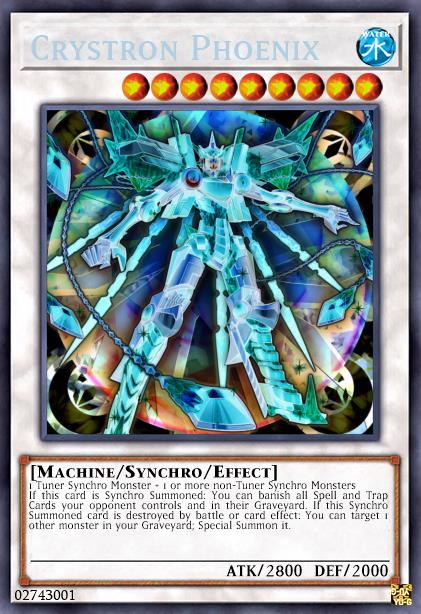 Crystron Phoenix
WATER
水
[Machine/Synchro/Effect]
1 Tuner Synchro Monster + 1 or more non-Tuner Synchro Monsters
If this card is Synchro Summoned: You can banish all Spell and Trap
Cards your opponent controls and in their Graveyard. If this Synchro
Summoned card is destroyed by battle or card effect: You can target 1
other monster in your Graveyard; Special Summon it.
ATK/2800 DEF/2000
02743001